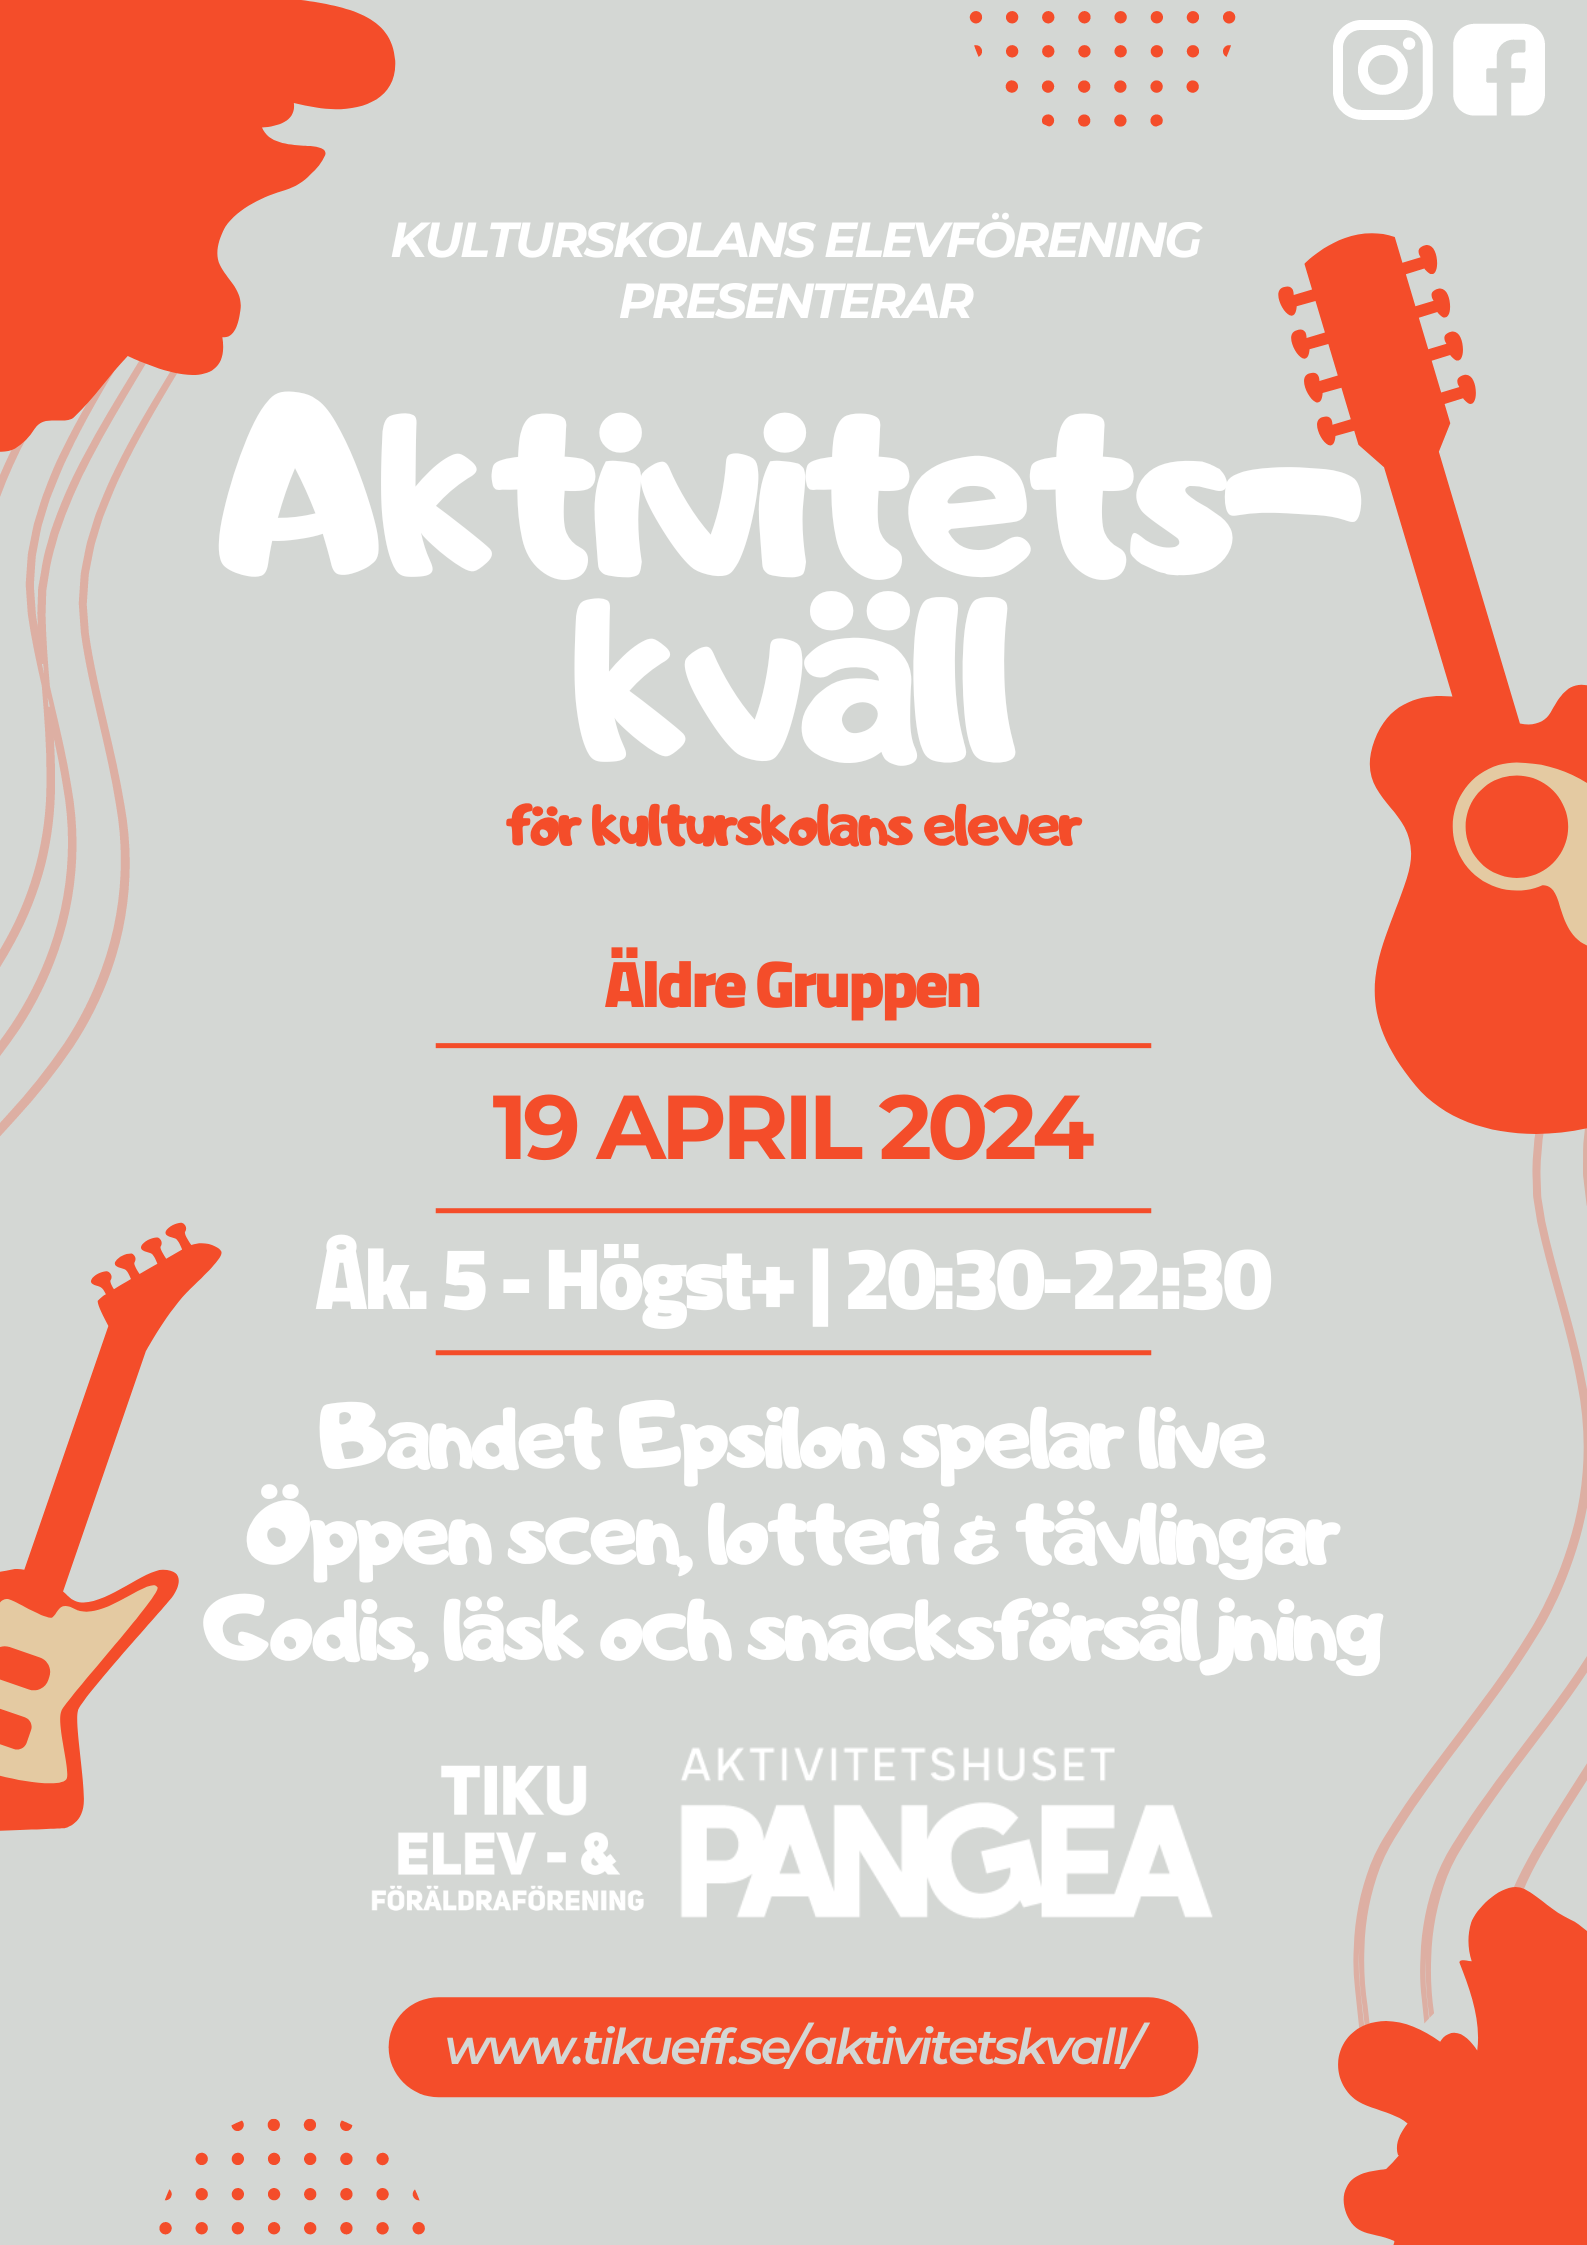 KULTURSKOLANS ELEVFÖRENING
PRESENTERAR
Aktivitets-
kväll
för kulturskolans elever
Äldre Gruppen
19 APRIL 2024
Åk. 5 - Högst+ | 20:30-22:30
Bandet Epsilon spelar live
Öppen scen, lotteri & tävlingar
Godis, läsk och snacksförsäljning
TIKU
ELEV - &
FÖRÄLDRAFÖRENING
AKTIVITETSHUSET
PANGEA
www.tikueff.se/aktivitetskvall/